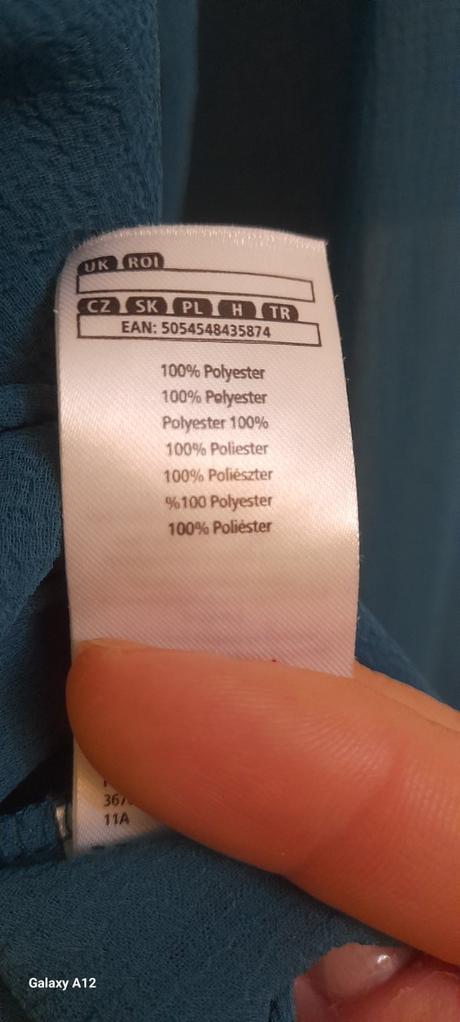 UK ROI
CZ SK PL H TR
EAN: 5054548435874
100% Polyester
100% Polyester
Polyester 100%
100% Poliester
100% Poliészter
%100 Polyester
100% Poliéster
11A
Galaxy A12